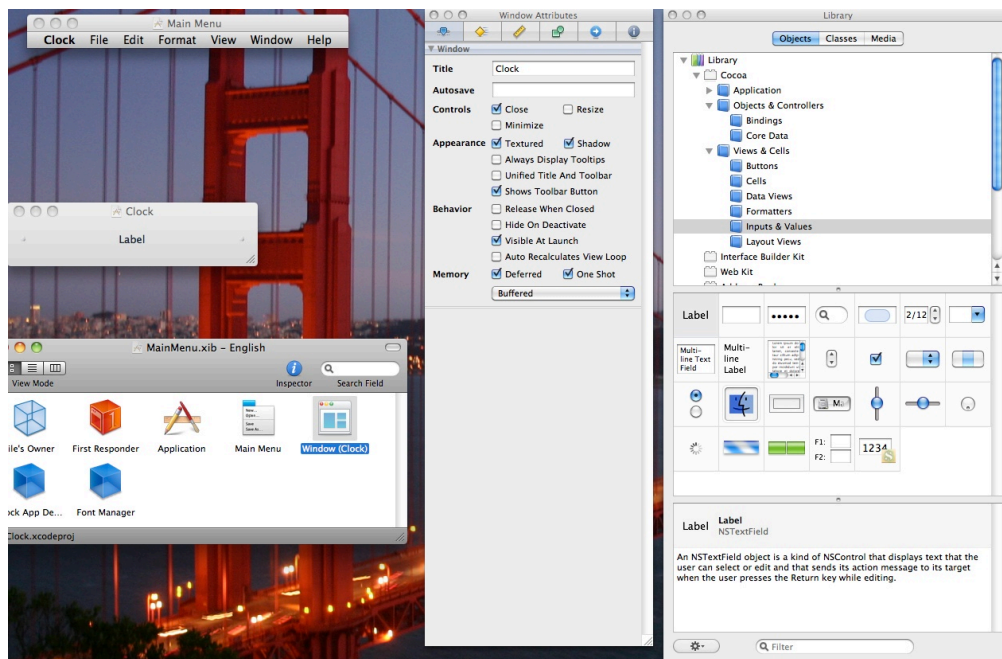 Main Menu
Clock File Edit Format View Window Help
Clock
Label
MainMenu.xib – English
View Mode
Inspector
Search Field
ile's Owner
First Responder
Application
Main Menu
Window (Clock)
ock App De...
Font Manager
Clock.xcodeproj
Window Attributes
Window
Title Clock
Autosave
Controls Close Resize
Minimize
Appearance Textured Shadow
Always Display Tooltips
Unified Title And Toolbar
Shows Toolbar Button
Behavior Release When Closed
Hide On Deactivate
Visible At Launch
Auto Recalculates View Loop
Memory Deferred One Shot
Buffered
Library
Objects Classes Media
Library
Cocoa
Application
Objects & Controllers
Bindings
Core Data
Views & Cells
Buttons
Cells
Data Views
Formatters
Inputs & Values
Layout Views
Interface Builder Kit
Web Kit
Label
2/12
Multi-
line Text
Field
Multi-
line
Label
F1:
F2:
1234
Label
Label
NSTextField
An NSTextField object is a kind of NSControl that displays text that the
user can select or edit and that sends its action message to its target
when the user presses the Return key while editing.
Filter